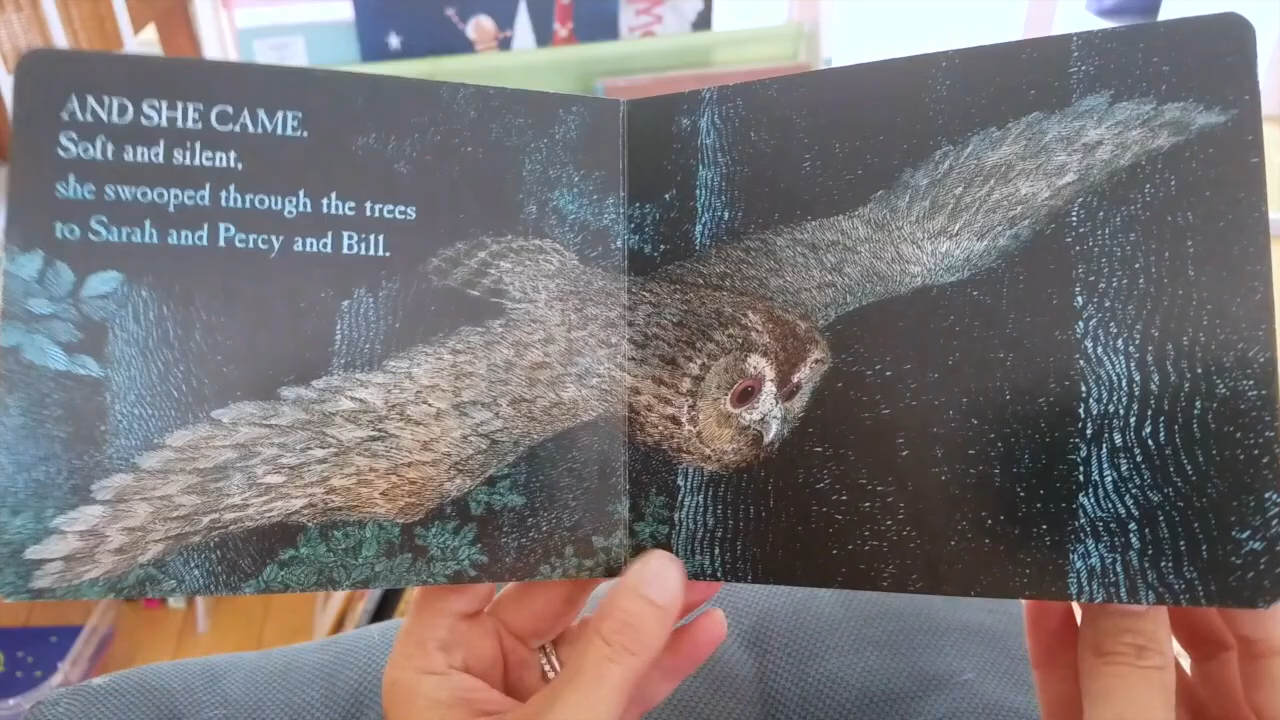 AND SHE CAME.
Soft and silent,
she swooped through the trees
to Sarah and Percy and Bill.